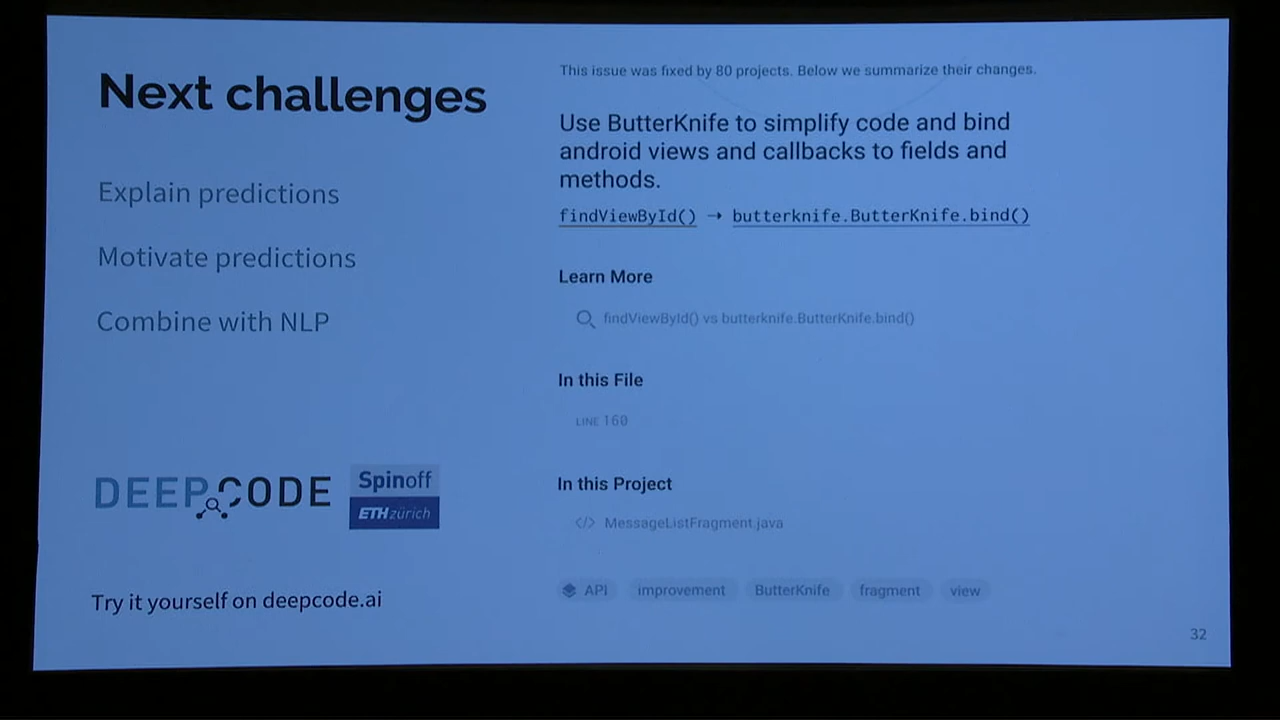 Next challenges
Explain predictions
Motivate predictions
Combine with NLP
DEEPCODE
Spinoff
ETH zürich
Try it yourself on deepcode.ai
This issue was fixed by 80 projects. Below we summarize their changes.
Use ButterKnife to simplify code and bind
android views and callbacks to fields and
methods.
findViewById() → butterknife.ButterKnife.bind()
Learn More
findViewById() vs butterknife.ButterKnife.bind()
In this File
LINE 160
In this Project
</> MessageListFragment.java
API improvement ButterKnife fragment view
32